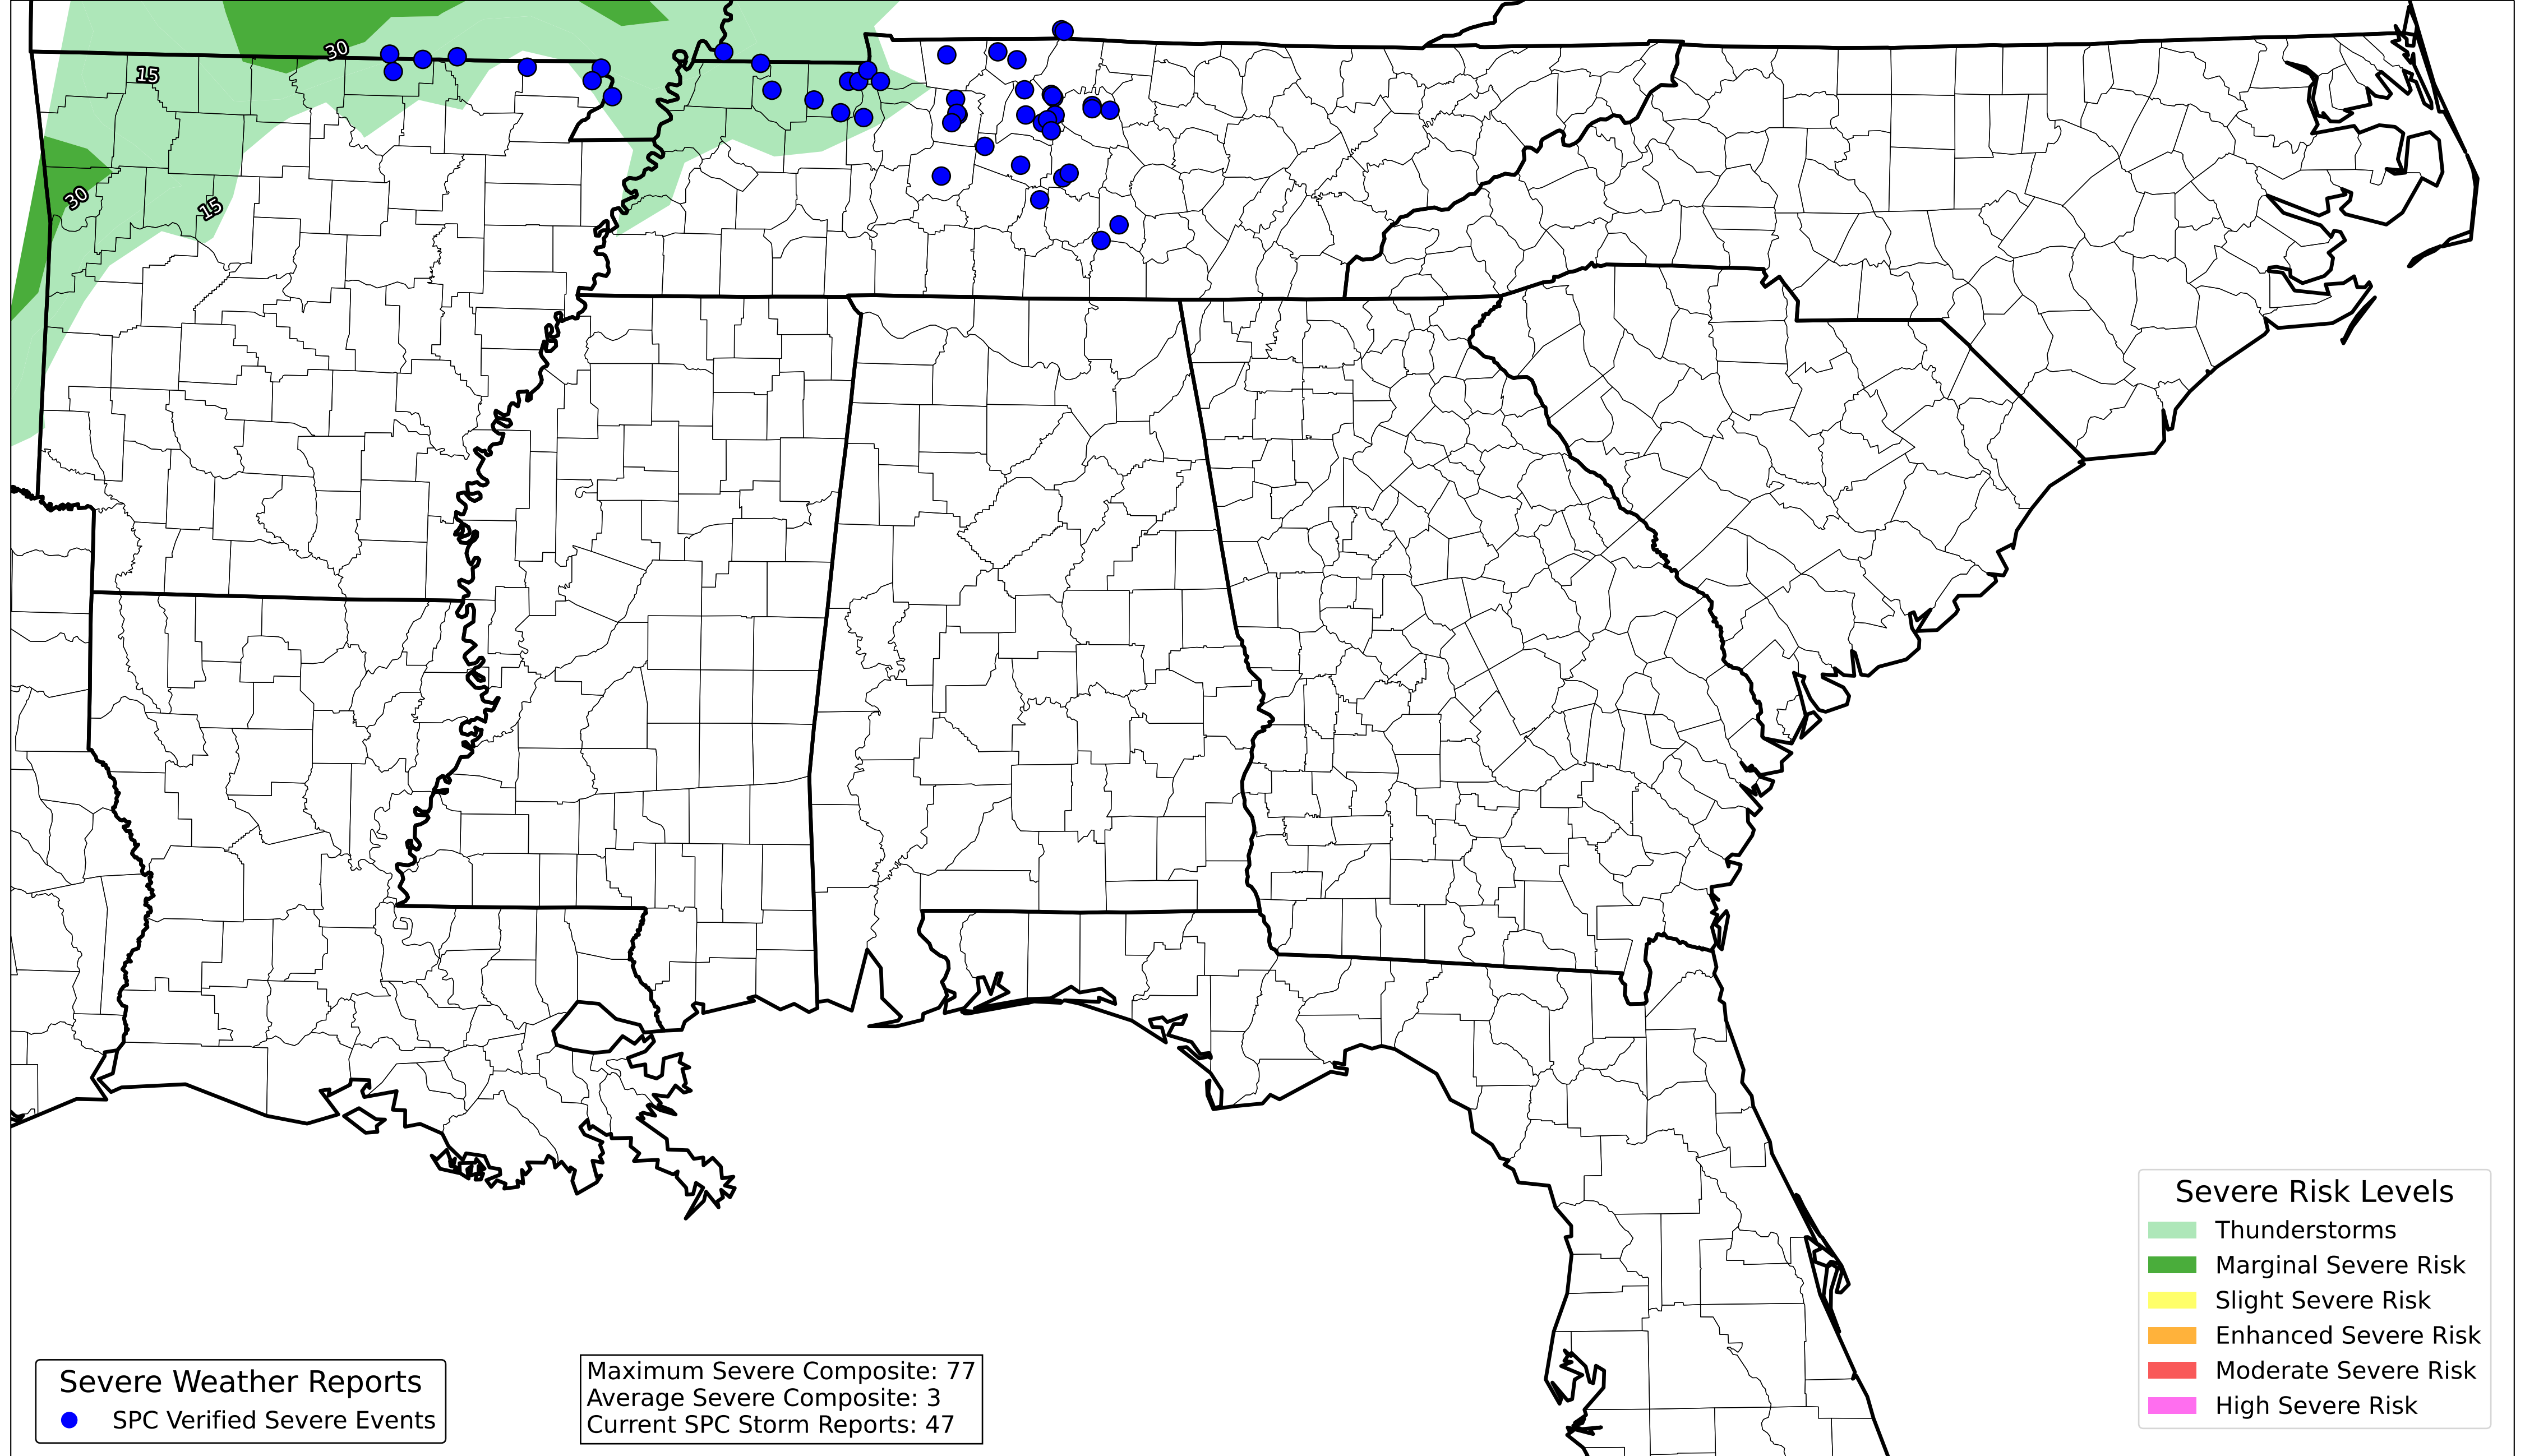 30
15
30
15
Severe Weather Reports
SPC Verified Severe Events
Maximum Severe Composite: 77
Average Severe Composite: 3
Current SPC Storm Reports: 47
Severe Risk Levels
Thunderstorms
Marginal Severe Risk
Slight Severe Risk
Enhanced Severe Risk
Moderate Severe Risk
High Severe Risk